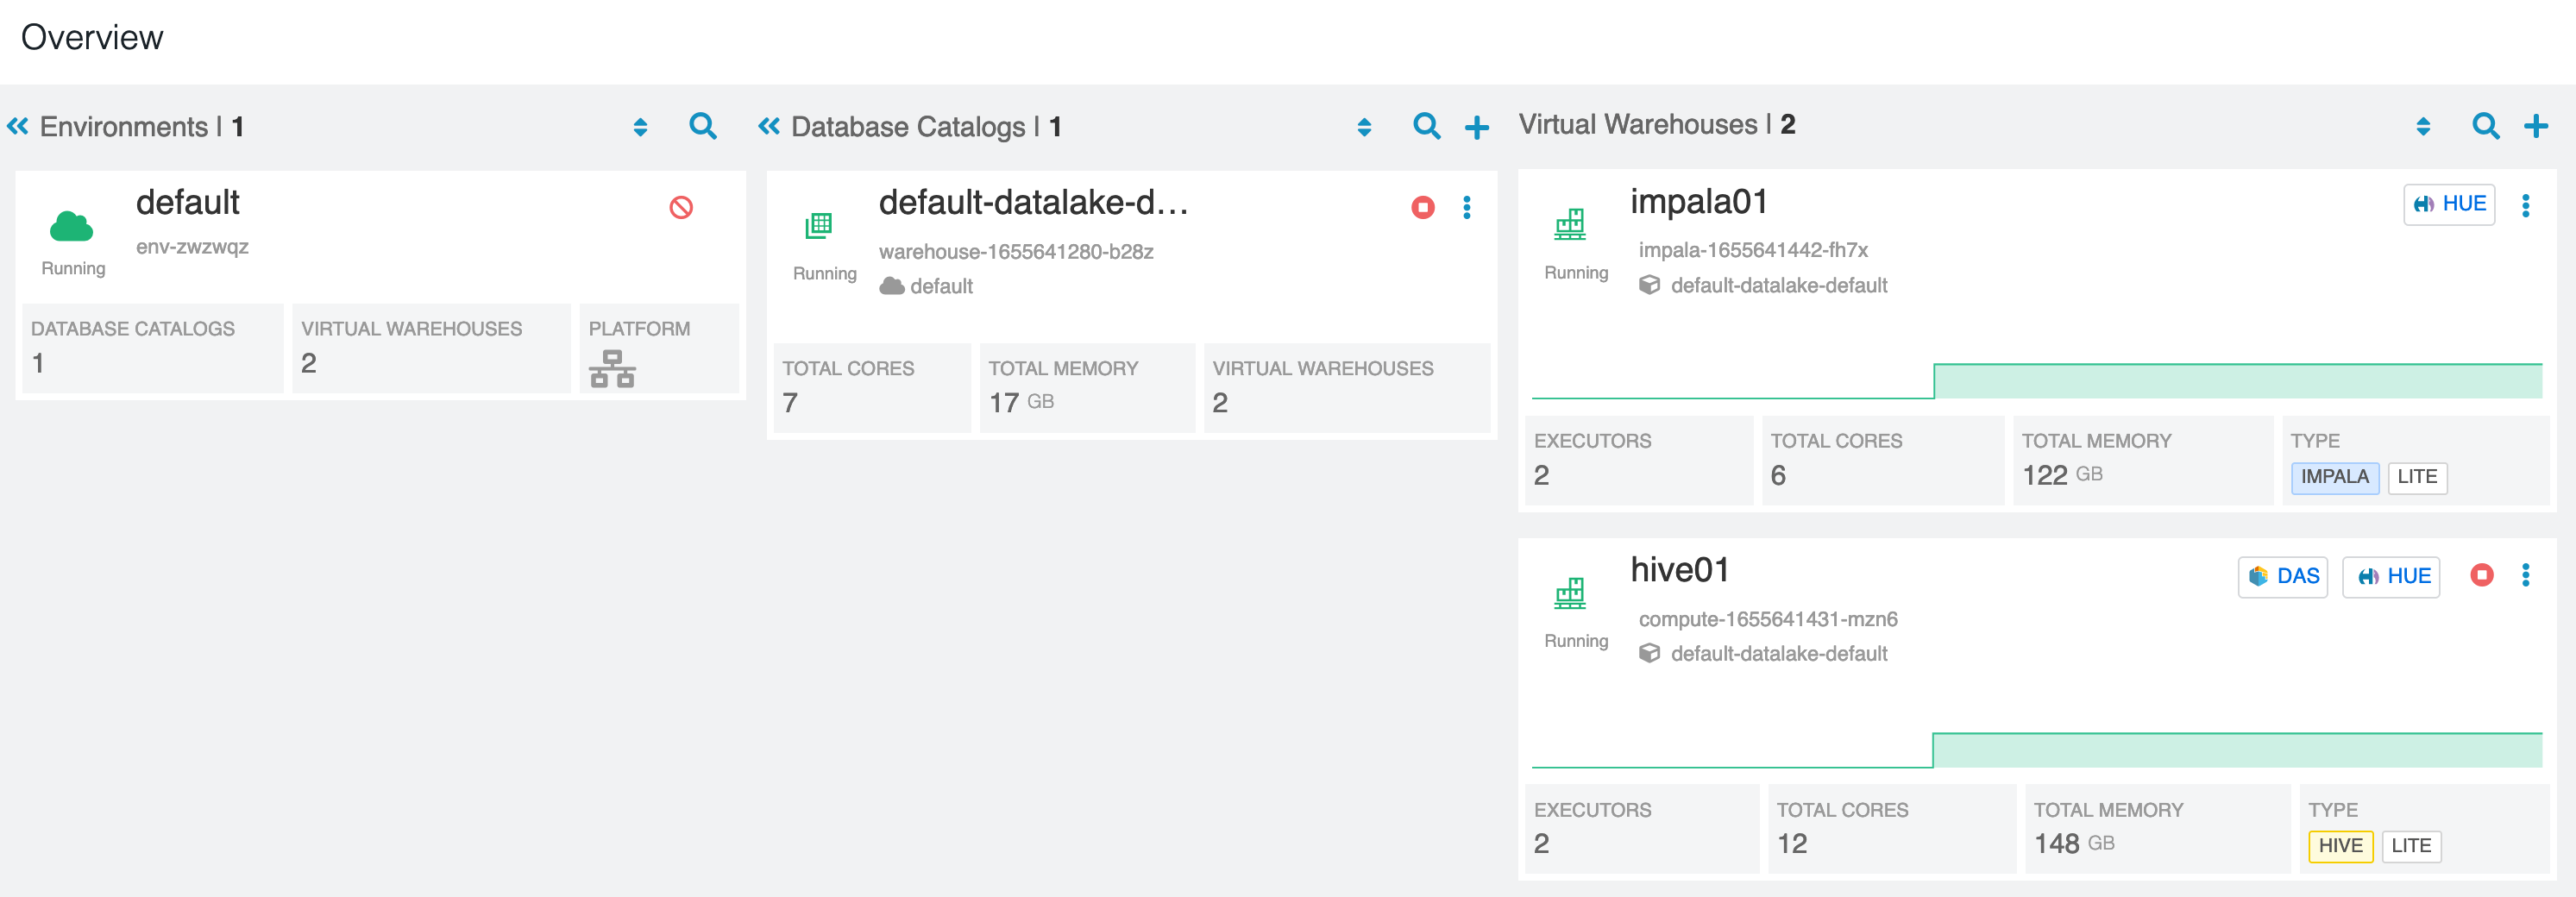 Overview
Environments | 1
default
env-zwzwqz
Running
DATABASE CATALOGS
1
VIRTUAL WAREHOUSES
2
PLATFORM
Database Catalogs | 1
default-datalake-d...
warehouse-1655641280-b28z
Running
default
TOTAL CORES
7
TOTAL MEMORY
17 GB
VIRTUAL WAREHOUSES
2
Virtual Warehouses | 2
impala01
HUE
impala-1655641442-fh7x
Running
default-datalake-default
EXECUTORS
2
TOTAL CORES
6
TOTAL MEMORY
122 GB
TYPE
IMPALA LITE
hive01
DAS HUE
compute-1655641431-mzn6
Running
default-datalake-default
EXECUTORS
2
TOTAL CORES
12
TOTAL MEMORY
148 GB
TYPE
HIVE LITE